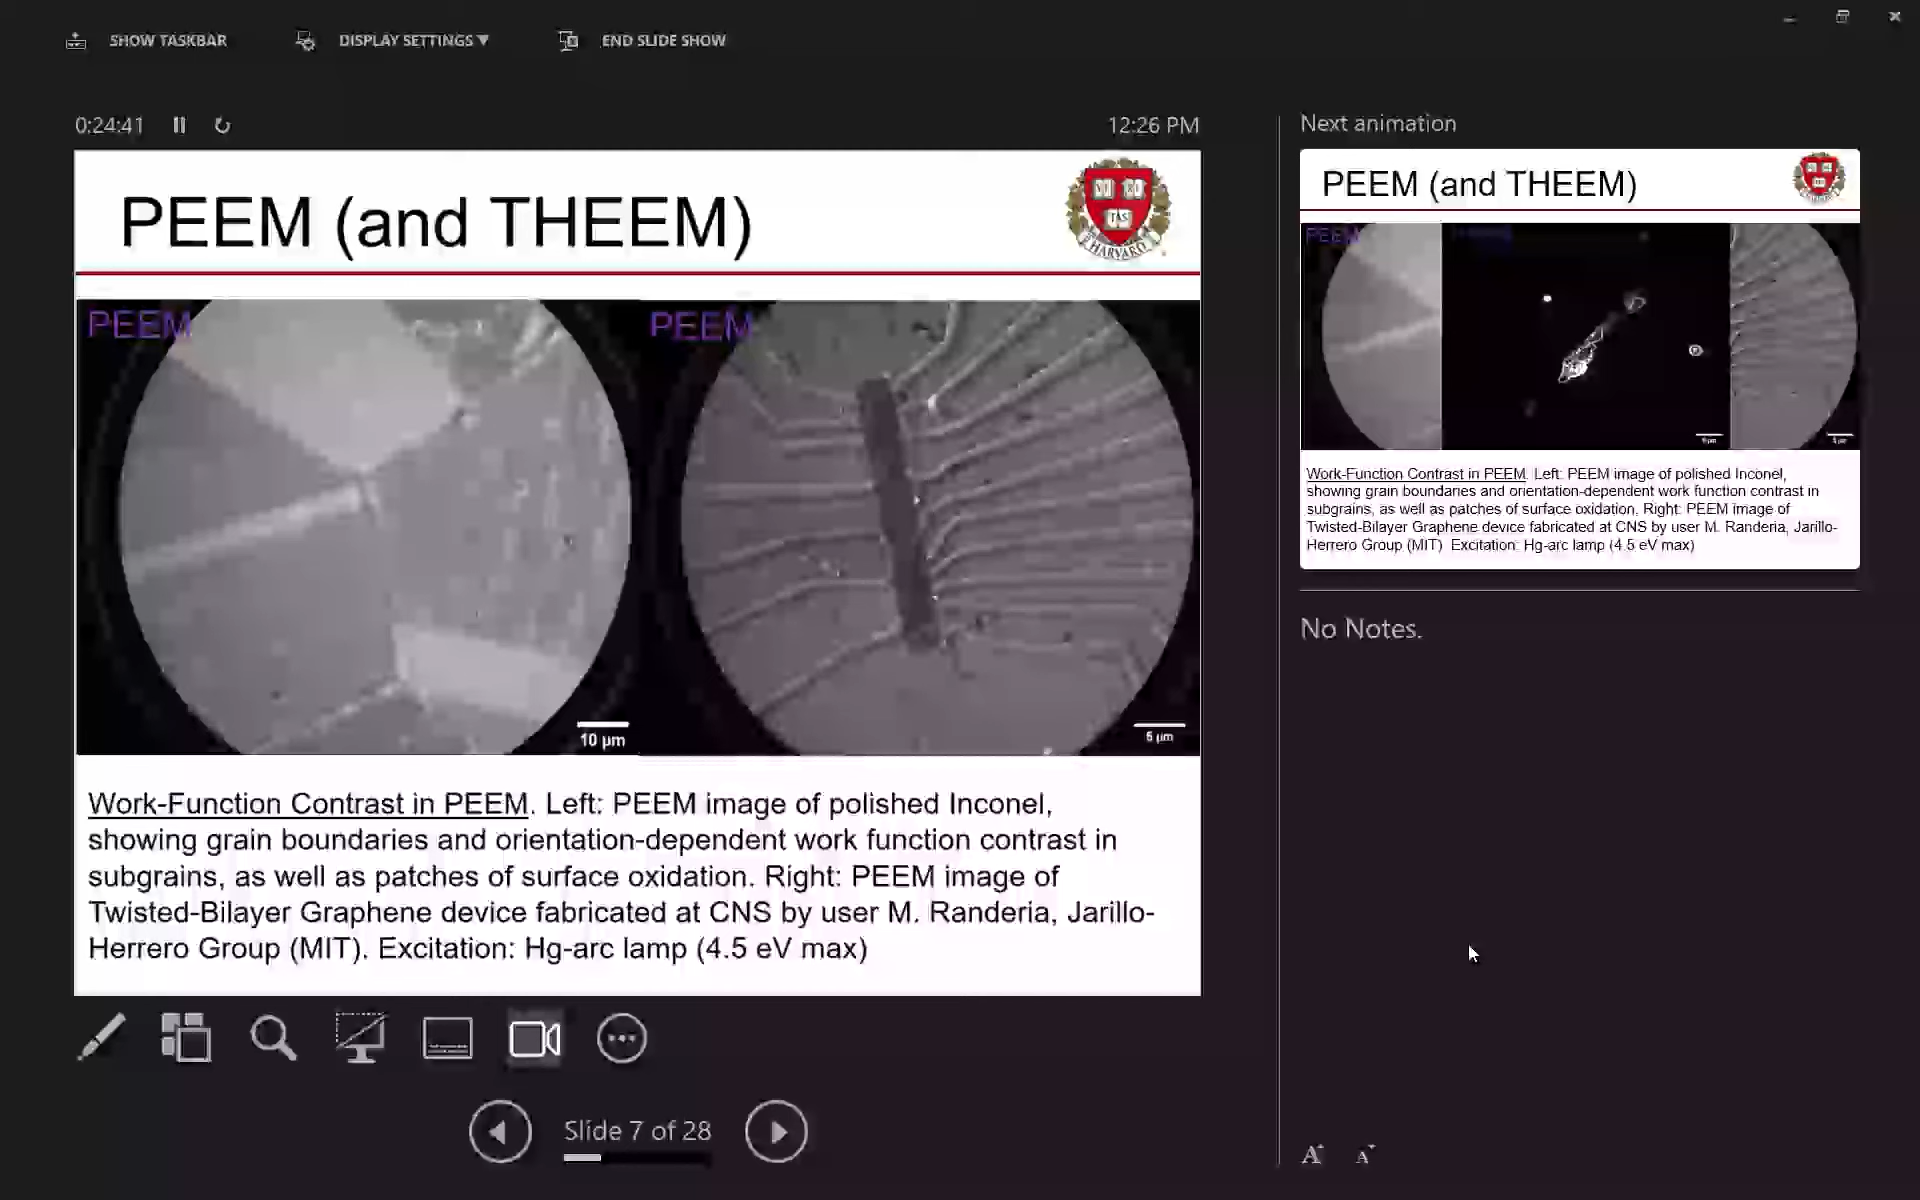 SHOW TASKBAR
DISPLAY SETTINGS ▼
END SLIDE SHOW
0:24:41
12:26 PM
PEEM (and THEEM)
VE RI
TAS
HARVARD
PEEM
PEEM
10 µm
5 µm
Work-Function Contrast in PEEM. Left: PEEM image of polished Inconel,
showing grain boundaries and orientation-dependent work function contrast in
subgrains, as well as patches of surface oxidation. Right: PEEM image of
Twisted-Bilayer Graphene device fabricated at CNS by user M. Randeria, Jarillo-
Herrero Group (MIT). Excitation: Hg-arc lamp (4.5 eV max)
Slide 7 of 28
Next animation
PEEM (and THEEM)
PEEM
5 µm
Work-Function Contrast in PEEM. Left: PEEM image of polished Inconel,
showing grain boundaries and orientation-dependent work function contrast in
subgrains, as well as patches of surface oxidation. Right: PEEM image of
Twisted-Bilayer Graphene device fabricated at CNS by user M. Randeria, Jarillo-
Herrero Group (MIT). Excitation: Hg-arc lamp (4.5 eV max)
No Notes.
A A